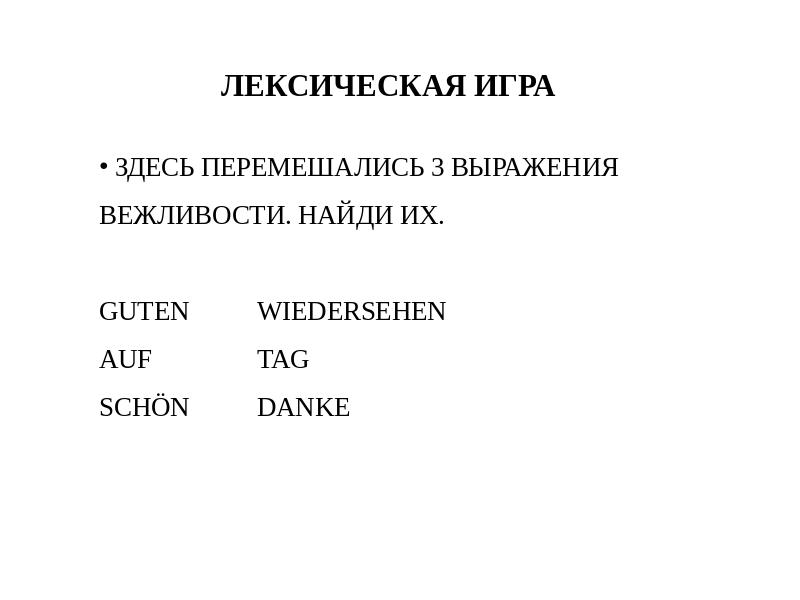 ЛЕКСИЧЕСКАЯ ИГРА
• ЗДЕСЬ ПЕРЕМЕШАЛИСЬ 3 ВЫРАЖЕНИЯ
ВЕЖЛИВОСТИ. НАЙДИ ИХ.
GUTEN WIEDERSEHEN
AUF TAG
SCHÖN DANKE